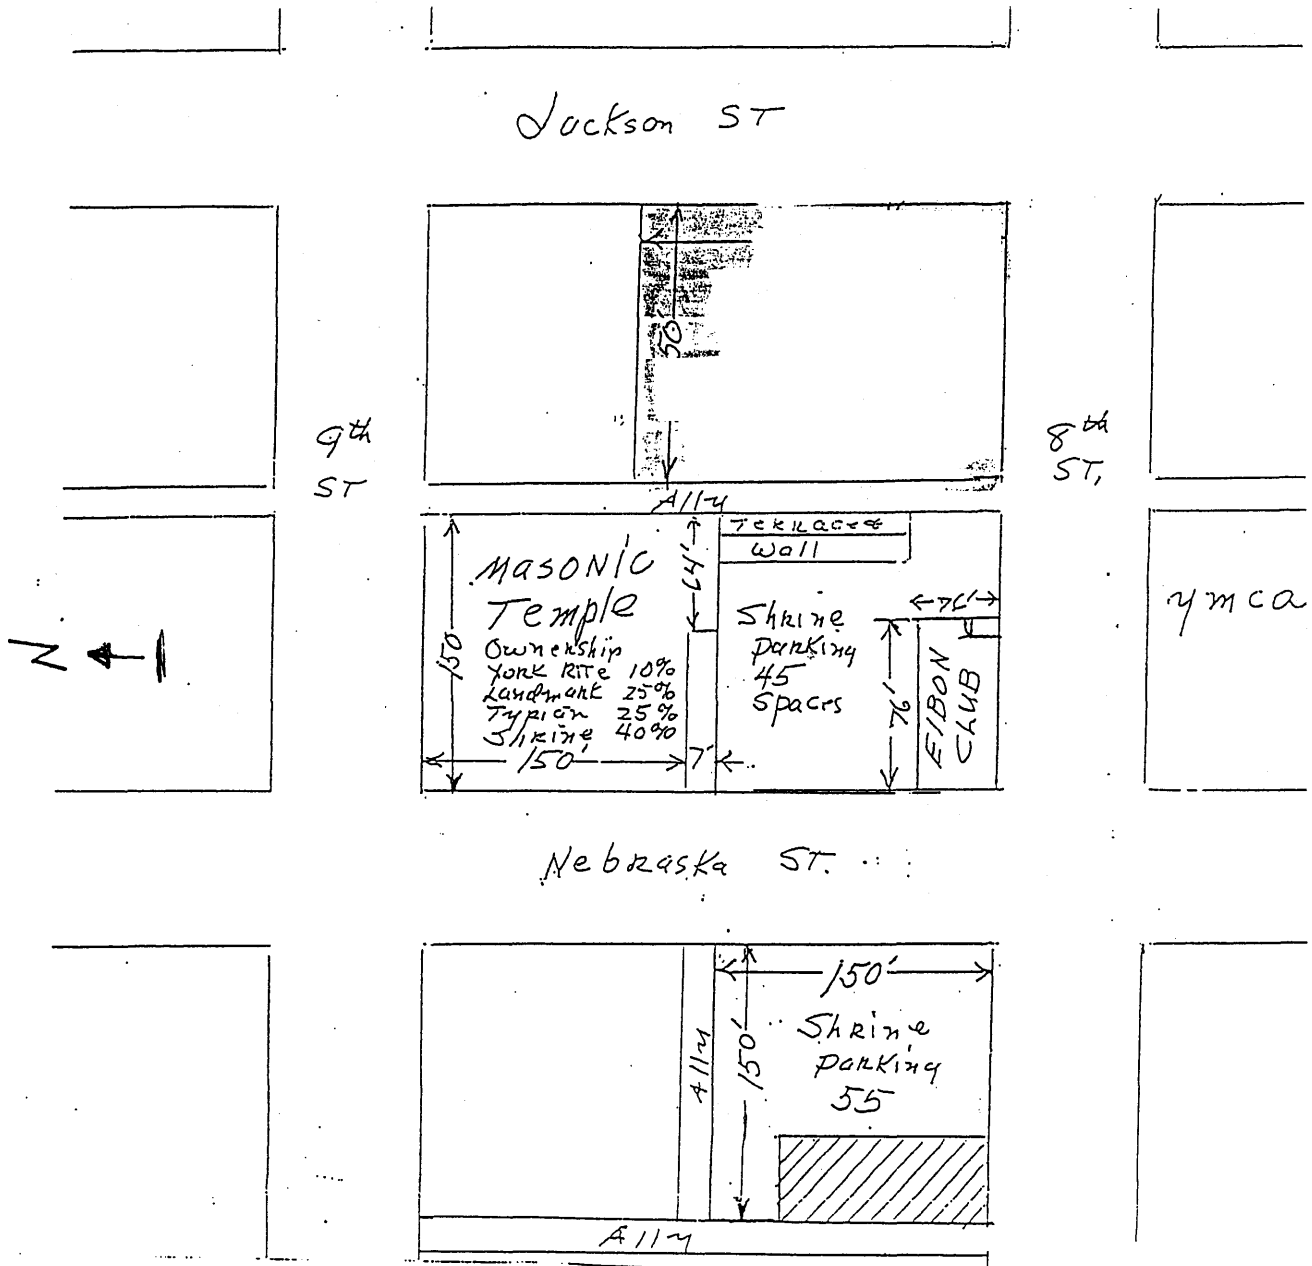 Jackson ST
50'
9th
ST
8th
ST,
Ally
MASONIC
Temple
Ownership
York Rite 10%
Landmark 25%
Tyrian 25%
Shrine 40%
150
150'
64'
7'
Terraced
Wall
Shrine
Parking
45
Spaces
76'
76'
ElBON
CLUB
ymca
N
Nebraska ST.
Ally
150'
150'
Shrine
Parking
55
Ally